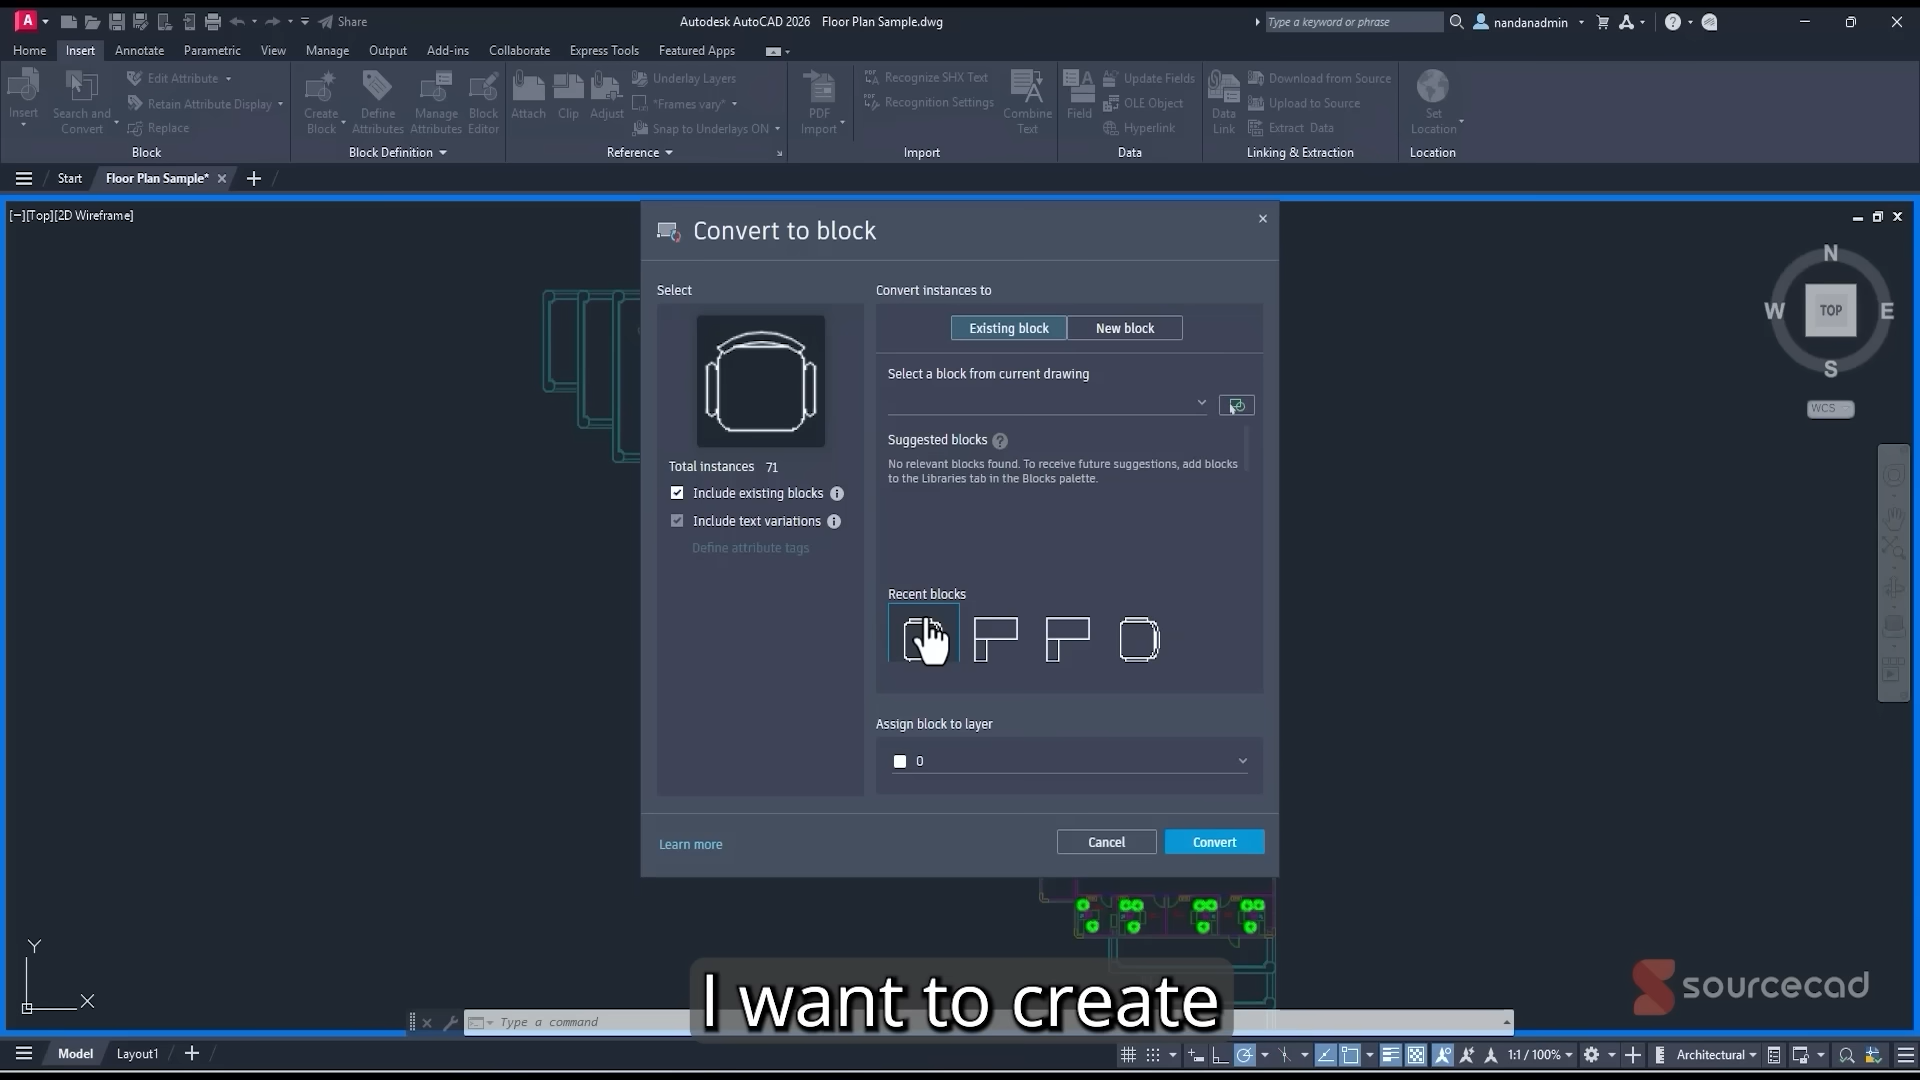 A
Share
Autodesk AutoCAD 2026 Floor Plan Sample.dwg
Type a keyword or phrase
nandanadmin
Home Insert Annotate Parametric View Manage Output Add-ins Collaborate Express Tools Featured Apps
Insert
Search and Convert
Edit Attribute
Retain Attribute Display
Replace
Block
Create Block
Define Attributes
Manage Attributes
Block Editor
Block Definition
Attach
Clip
Adjust
Underlay Layers
*Frames vary*
Snap to Underlays ON
Reference
PDF Import
Recognize SHX Text
Recognition Settings
Combine Text
Import
Field
Update Fields
OLE Object
Hyperlink
Data
Data Link
Download from Source
Upload to Source
Extract Data
Linking & Extraction
Set Location
Location
Start Floor Plan Sample*
[−][Top][2D Wireframe]
N
W TOP E
S
WCS
Convert to block
Select
Total instances 71
Include existing blocks
Include text variations
Define attribute tags
Convert instances to
Existing block New block
Select a block from current drawing
Suggested blocks
No relevant blocks found. To receive future suggestions, add blocks
to the Libraries tab in the Blocks palette.
Recent blocks
Assign block to layer
0
Learn more
Cancel Convert
Y
X
I want to create
Type a command
sourcecad
Model Layout1
1:1 / 100% Architectural